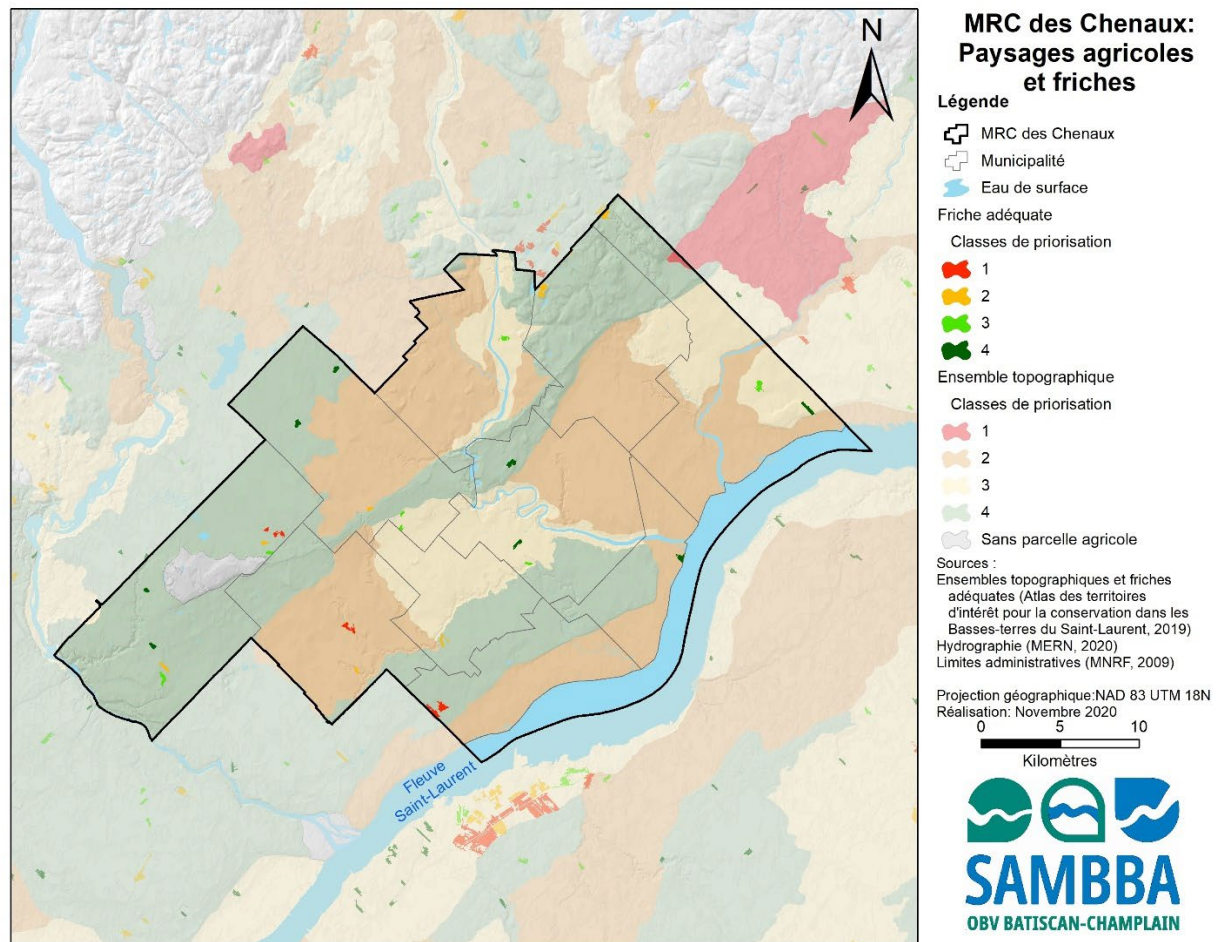 N
Fleuve
Saint-Laurent
MRC des Chenaux:
Paysages agricoles
et friches
Légende
MRC des Chenaux
Municipalité
Eau de surface
Friche adéquate
Classes de priorisation
1
2
3
4
Ensemble topographique
Classes de priorisation
1
2
3
4
Sans parcelle agricole
Sources :
Ensembles topographiques et friches
adéquates (Atlas des territoires
d'intérêt pour la conservation dans les
Basses-terres du Saint-Laurent, 2019)
Hydrographie (MERN, 2020)
Limites administratives (MNRF, 2009)
Projection géographique:NAD 83 UTM 18N
Réalisation: Novembre 2020
0 5 10
Kilomètres
SAMBBA
OBV BATISCAN-CHAMPLAIN